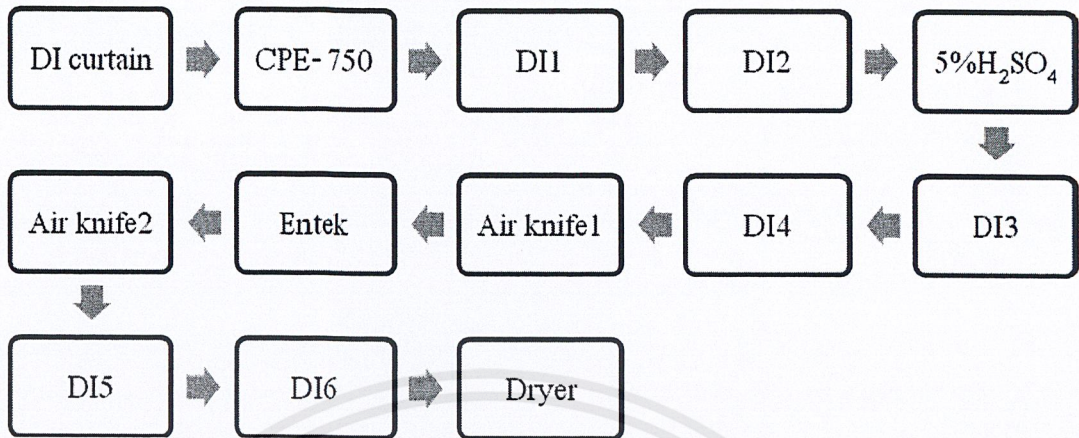 DI curtain
CPE-750
DI1
DI2
5%H₂SO₄
DI3
DI4
Air knife1
Entek
Air knife2
DI5
DI6
Dryer